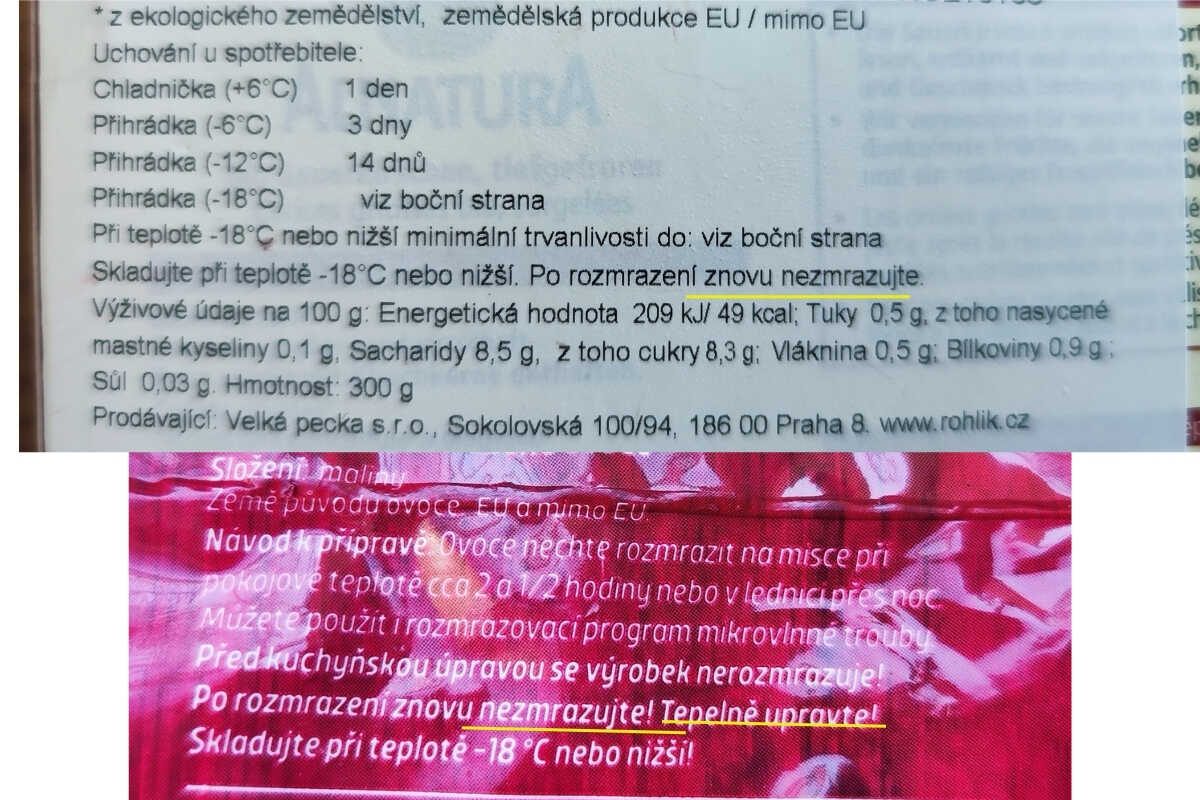 * z ekologického zemědělství, zemědělská produkce EU / mimo EU
Uchování u spotřebitele:
Chladnička (+6°C) 1 den
Přihrádka (-6°C) 3 dny
Přihrádka (-12°C) 14 dnů
Přihrádka (-18°C) viz boční strana
Při teplotě -18°C nebo nižší minimální trvanlivosti do: viz boční strana
Skladujte při teplotě -18°C nebo nižší. Po rozmrazení znovu nezmrazujte.
Výživové údaje na 100 g: Energetická hodnota 209 kJ/ 49 kcal; Tuky 0,5 g, z toho nasycené
mastné kyseliny 0,1 g, Sacharidy 8,5 g, z toho cukry 8,3 g; Vláknina 0,5 g; Bílkoviny 0,9 g ;
Sůl 0,03 g. Hmotnost: 300 g
Prodávající: Velká pecka s.r.o., Sokolovská 100/94, 186 00 Praha 8. www.rohlik.cz
ALNATURA
tiefgefroren
Složení: maliny
Země původu ovoce: EU a mimo EU.
Návod k přípravě: Ovoce nechte rozmrazit na misce při
pokojové teplotě cca 2 a 1/2 hodiny nebo v lednici přes noc.
Můžete použít i rozmrazovací program mikrovlnné trouby.
Před kuchyňskou úpravou se výrobek nerozmrazuje!
Po rozmrazení znovu nezmrazujte! Tepelně upravte!
Skladujte při teplotě -18 °C nebo nižší!